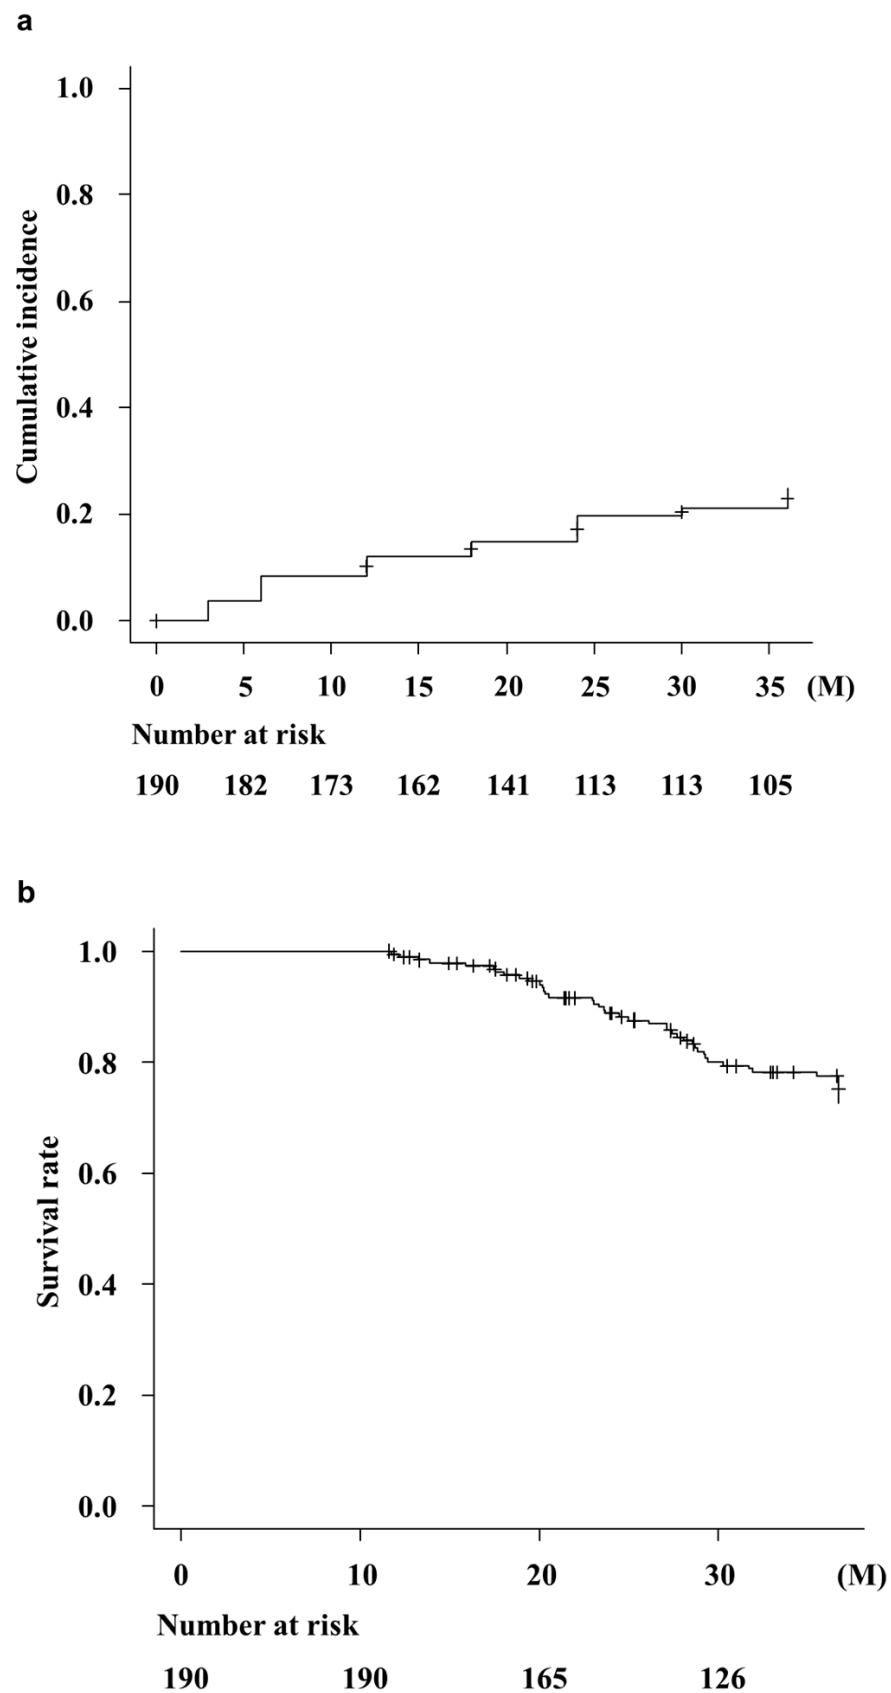 a
Cumulative incidence
1.0
0.8
0.6
0.4
0.2
0.0
0 5 10 15 20 25 30 35 (M)
Number at risk
190 182 173 162 141 113 113 105
b
Survival rate
1.0
0.8
0.6
0.4
0.2
0.0
0 10 20 30 (M)
Number at risk
190 190 165 126